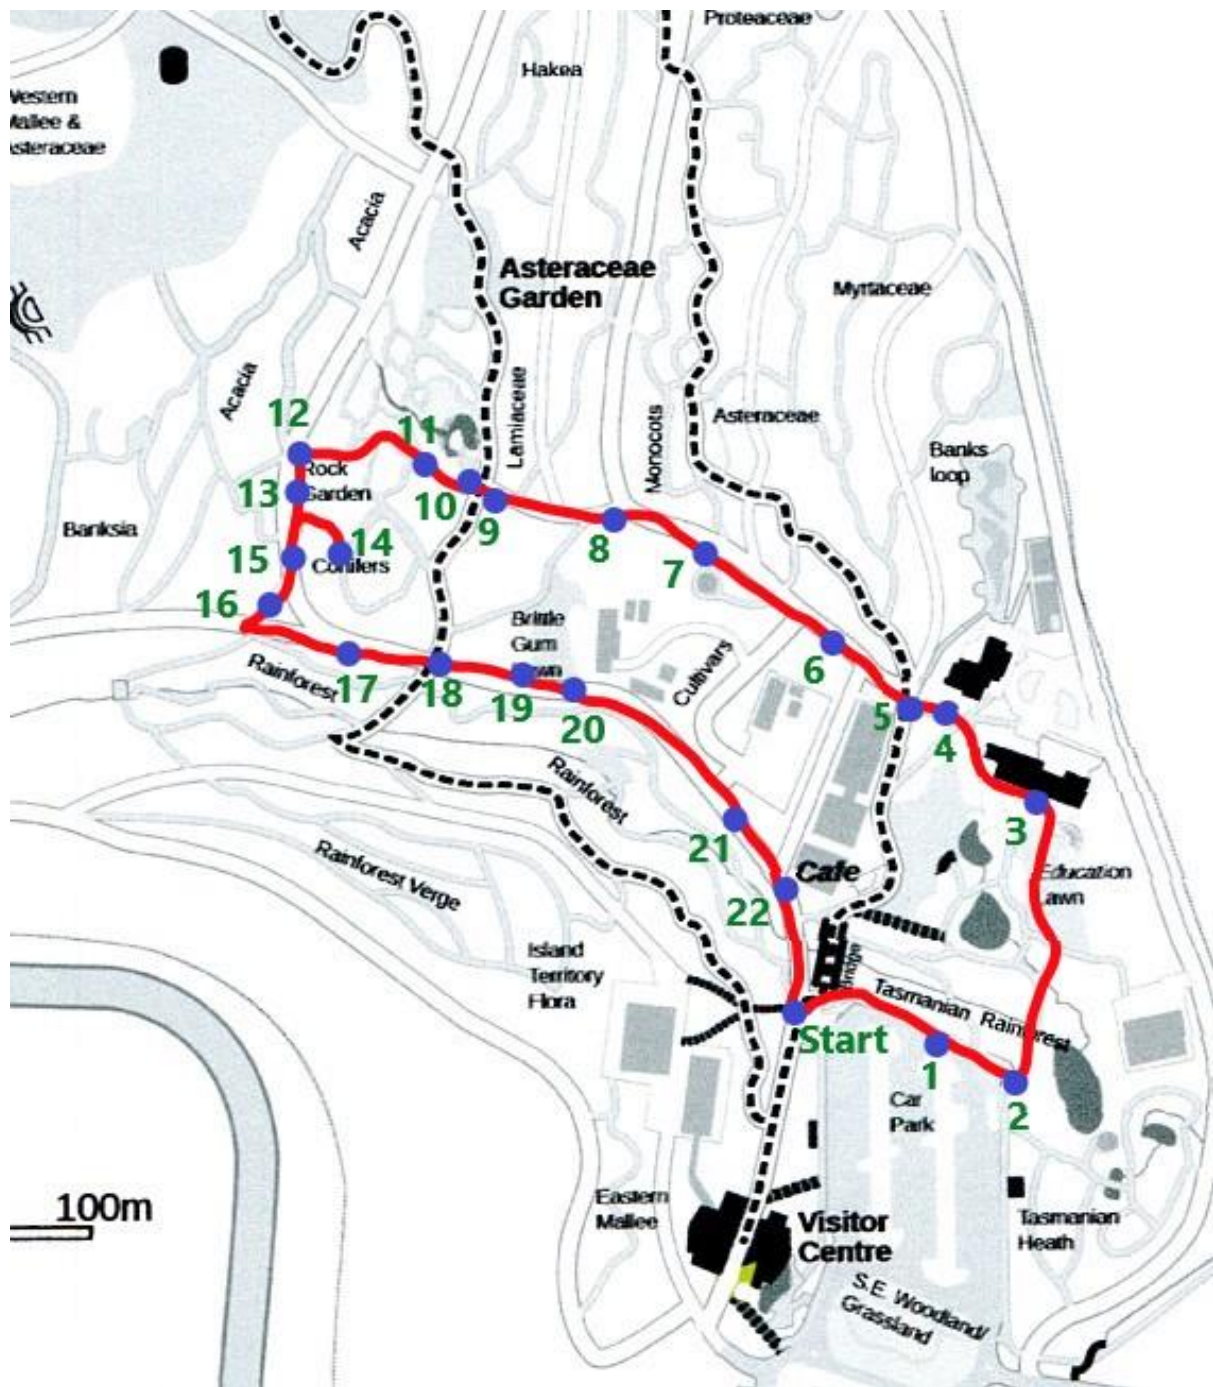 Proteaceae
Hakea
Western
Mallee &
Asteraceae
Acacia
Asteraceae
Garden
Myrtaceae
Acacia
Lamiaceae
Monocots
Asteraceae
Banks
loop
12
11
Rock
Garden
13
10
9
8
Banksia
14
15
Conifers
7
16
Brittle
Gum
Lawn
6
Cultivars
Rainforest
17
18
19
20
5
4
Rainforest
3
21
Cafe
Education
Lawn
Rainforest Verge
22
Island
Territory
Flora
Bridge
Tasmanian Rainforest
Start
1
2
Car
Park
100m
Eastern
Mallee
Visitor
Centre
Tasmanian
Heath
S.E. Woodland/
Grassland